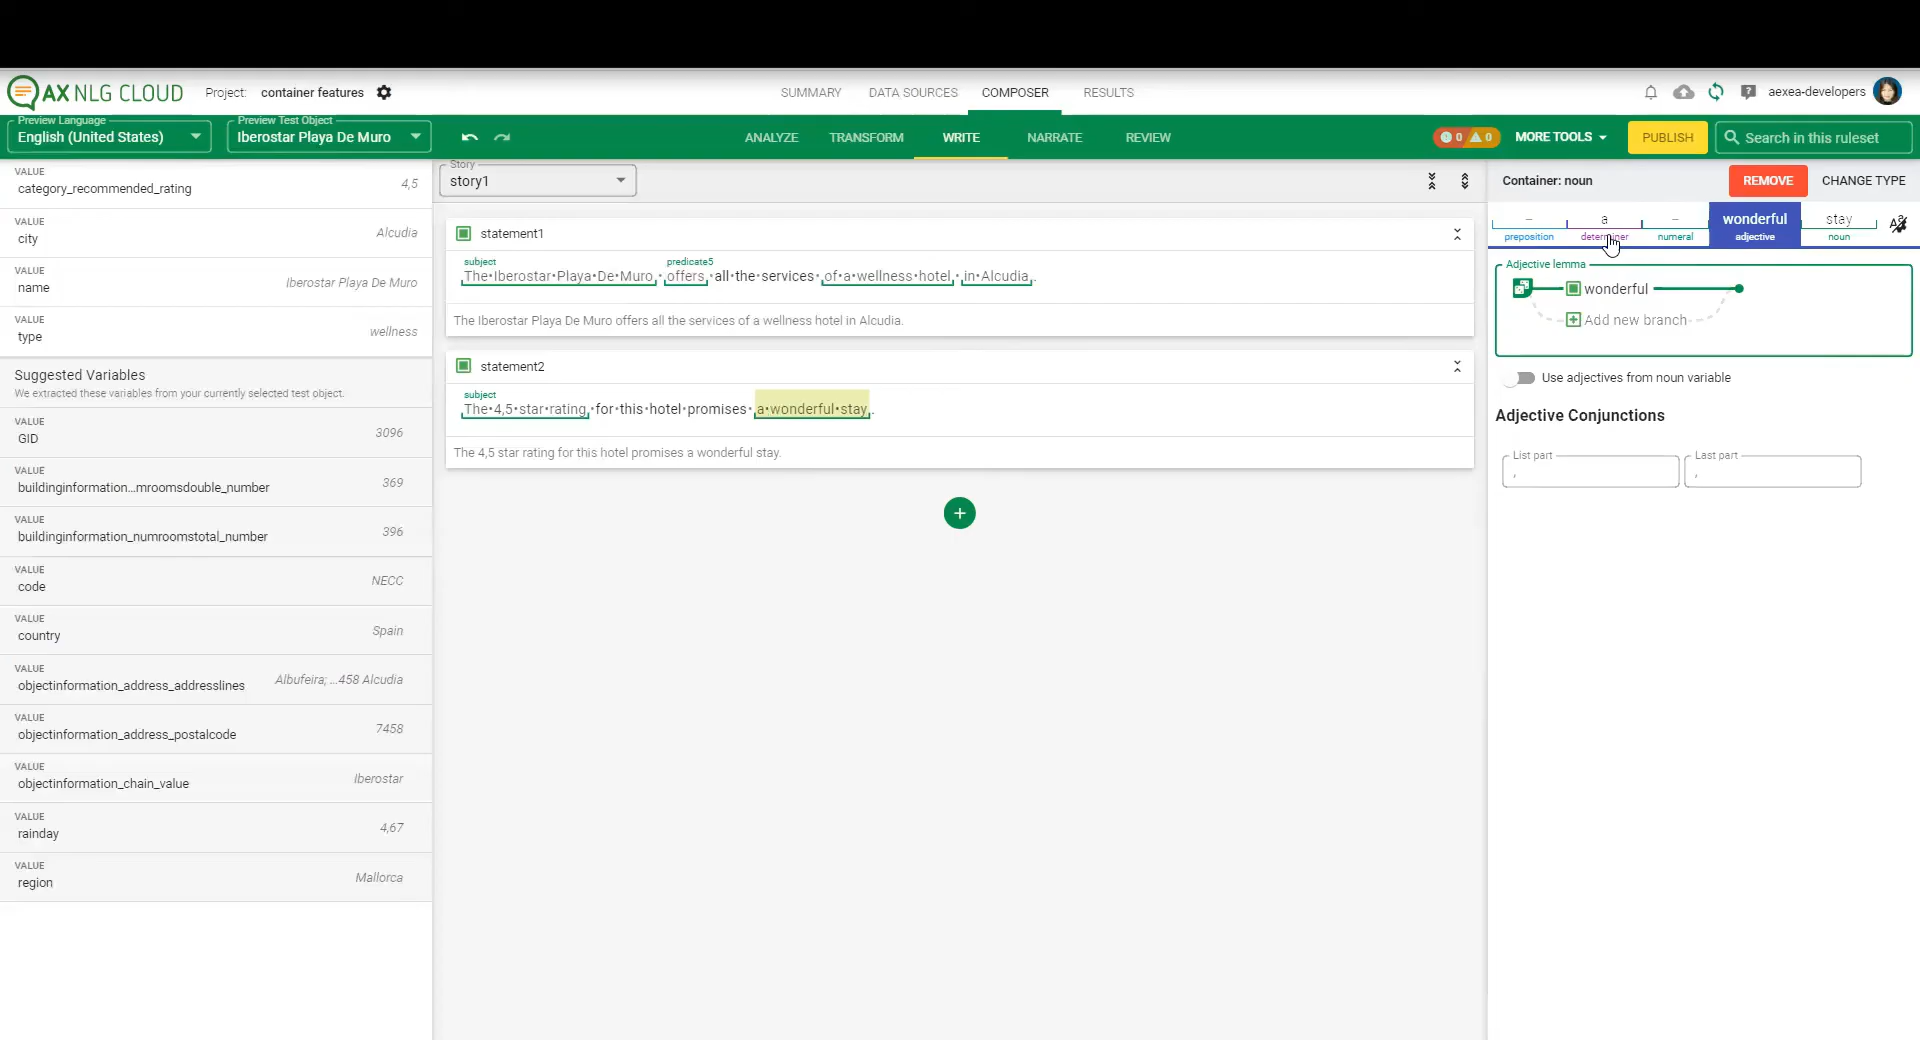 AX NLG CLOUD Project: container features SUMMARY DATA SOURCES COMPOSER RESULTS aexea-developers
Preview Language
English (United States)
Preview Test Object
Iberostar Playa De Muro
ANALYZE TRANSFORM WRITE NARRATE REVIEW 0 0 MORE TOOLS PUBLISH Search in this ruleset
VALUE
category_recommended_rating 4,5
VALUE
city Alcudia
VALUE
name Iberostar Playa De Muro
VALUE
type wellness
Suggested Variables
We extracted these variables from your currently selected test object.
VALUE
GID 3096
VALUE
buildinginformation...mroomsdouble_number 369
VALUE
buildinginformation_numroomstotal_number 396
VALUE
code NECC
VALUE
country Spain
VALUE
objectinformation_address_addresslines Albufeira; ...458 Alcudia
VALUE
objectinformation_address_postalcode 7458
VALUE
objectinformation_chain_value Iberostar
VALUE
rainday 4,67
VALUE
region Mallorca
Story
story1
statement1
subject predicate5
The•Iberostar•Playa•De•Muro,•,offers,•all•the•services•,of•a•wellness•hotel,•,in•Alcudia,.
The Iberostar Playa De Muro offers all the services of a wellness hotel in Alcudia.
statement2
subject
The•4,5•star•rating,•for•this•hotel•promises•,a•wonderful•stay,.
The 4,5 star rating for this hotel promises a wonderful stay.
Container: noun REMOVE CHANGE TYPE
– a – wonderful stay
preposition determiner numeral adjective noun
Adjective lemma
wonderful
Add new branch
Use adjectives from noun variable
Adjective Conjunctions
List part Last part
, ,